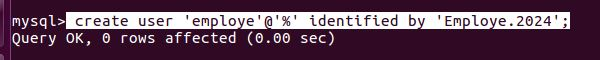 mysql> create user 'employe'@'%' identified by 'Employe.2024';
Query OK, 0 rows affected (0.00 sec)